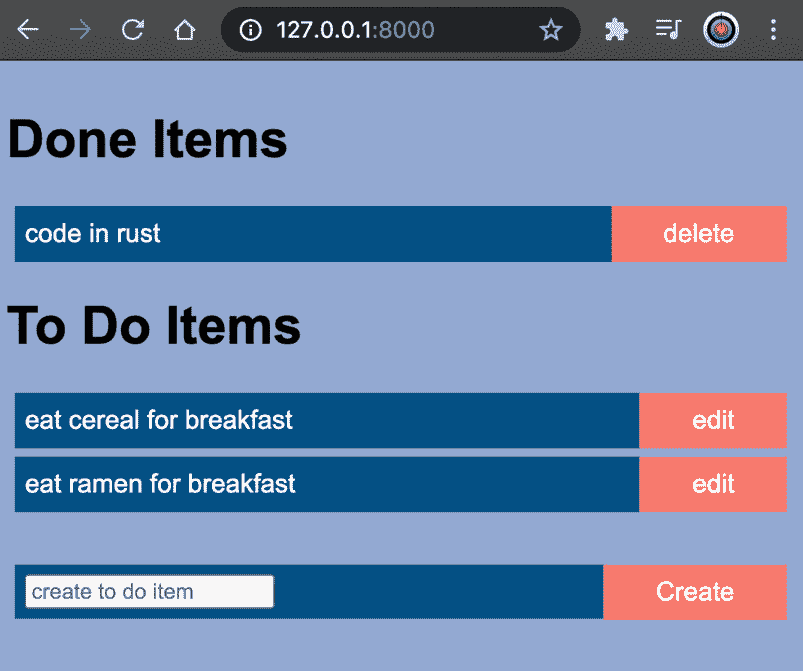 127.0.0.1:8000
Done Items
code in rust delete
To Do Items
eat cereal for breakfast edit
eat ramen for breakfast edit
create to do item Create